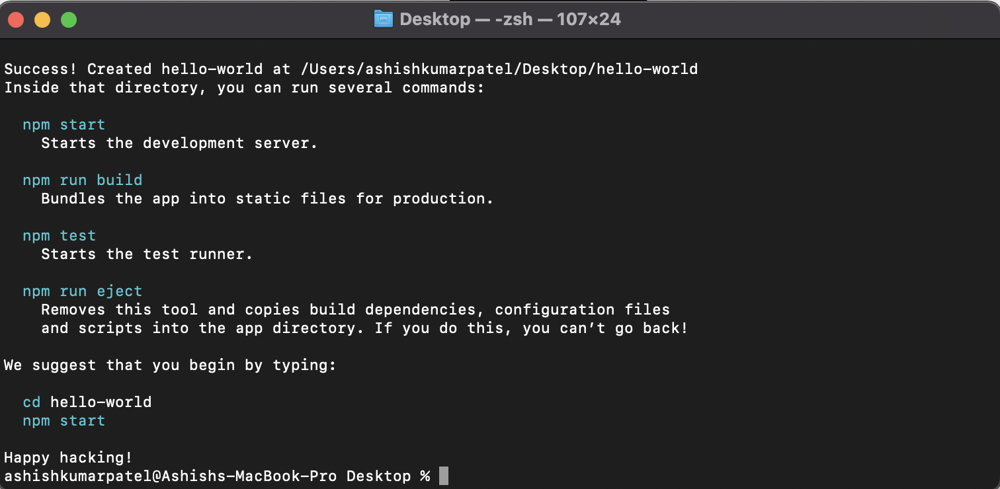 Desktop — -zsh — 107×24
Success! Created hello-world at /Users/ashishkumarpatel/Desktop/hello-world
Inside that directory, you can run several commands:
npm start
Starts the development server.
npm run build
Bundles the app into static files for production.
npm test
Starts the test runner.
npm run eject
Removes this tool and copies build dependencies, configuration files
and scripts into the app directory. If you do this, you can’t go back!
We suggest that you begin by typing:
cd hello-world
npm start
Happy hacking!
ashishkumarpatel@Ashishs-MacBook-Pro Desktop %